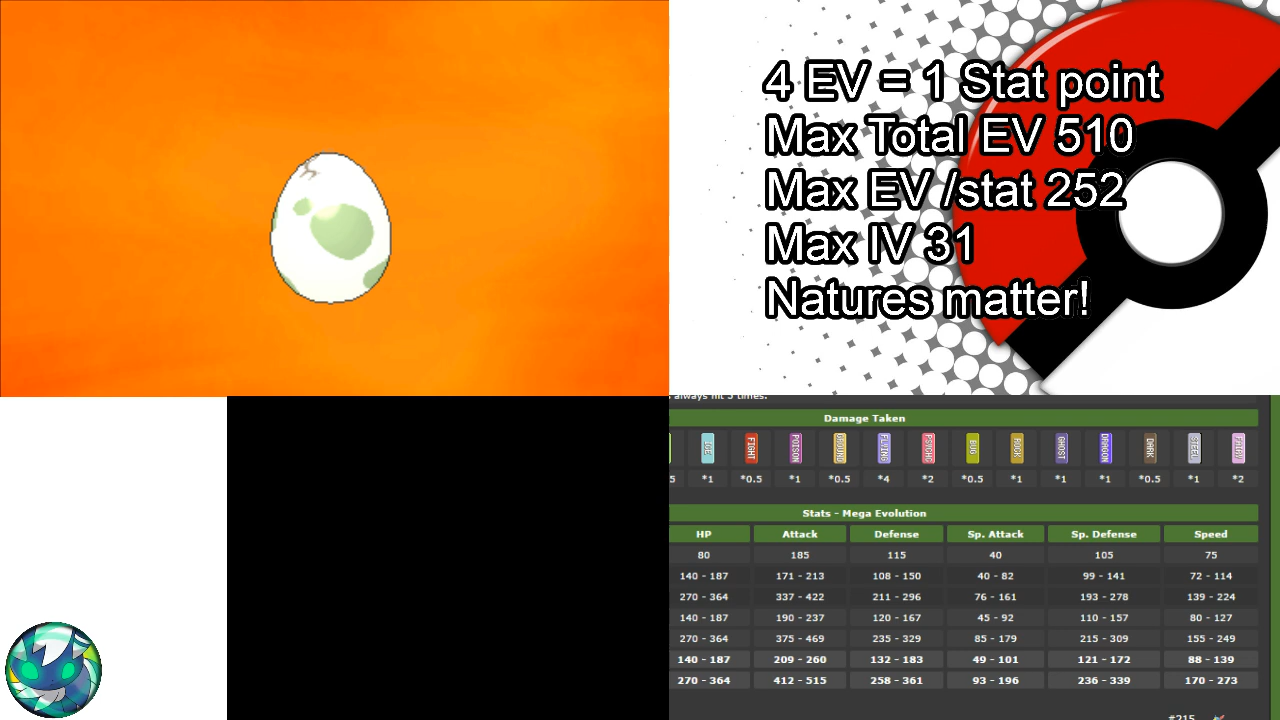 4 EV = 1 Stat point
Max Total EV 510
Max EV /stat 252
Max IV 31
Natures matter!
always hit 5 times.
Damage Taken
ICE FIGHT POISON GROUND FLYING PSYCHC BUG ROCK GHOST DRAGON DARK STEEL FAIRY
5 *1 *0.5 *1 *0.5 *4 *2 *0.5 *1 *1 *1 *0.5 *1 *2
Stats - Mega Evolution
HP Attack Defense Sp. Attack Sp. Defense Speed
80 185 115 40 105 75
140 - 187 171 - 213 108 - 150 40 - 82 99 - 141 72 - 114
270 - 364 337 - 422 211 - 296 76 - 161 193 - 278 139 - 224
140 - 187 190 - 237 120 - 167 45 - 92 110 - 157 80 - 127
270 - 364 375 - 469 235 - 329 85 - 179 215 - 309 155 - 249
140 - 187 209 - 260 132 - 183 49 - 101 121 - 172 88 - 139
270 - 364 412 - 515 258 - 361 93 - 196 236 - 339 170 - 273
#215